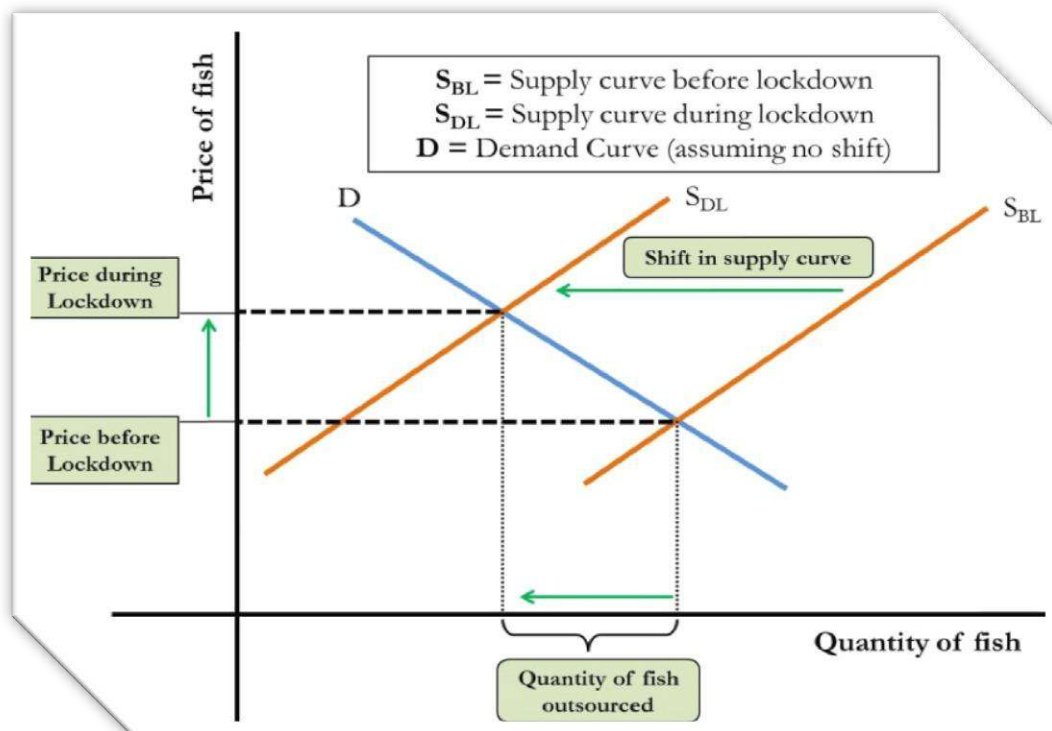 Price of fish
S_BL = Supply curve before lockdown
S_DL = Supply curve during lockdown
D = Demand Curve (assuming no shift)
D
S_DL
S_BL
Shift in supply curve
Price during
Lockdown
Price before
Lockdown
Quantity of fish
Quantity of fish
outsourced